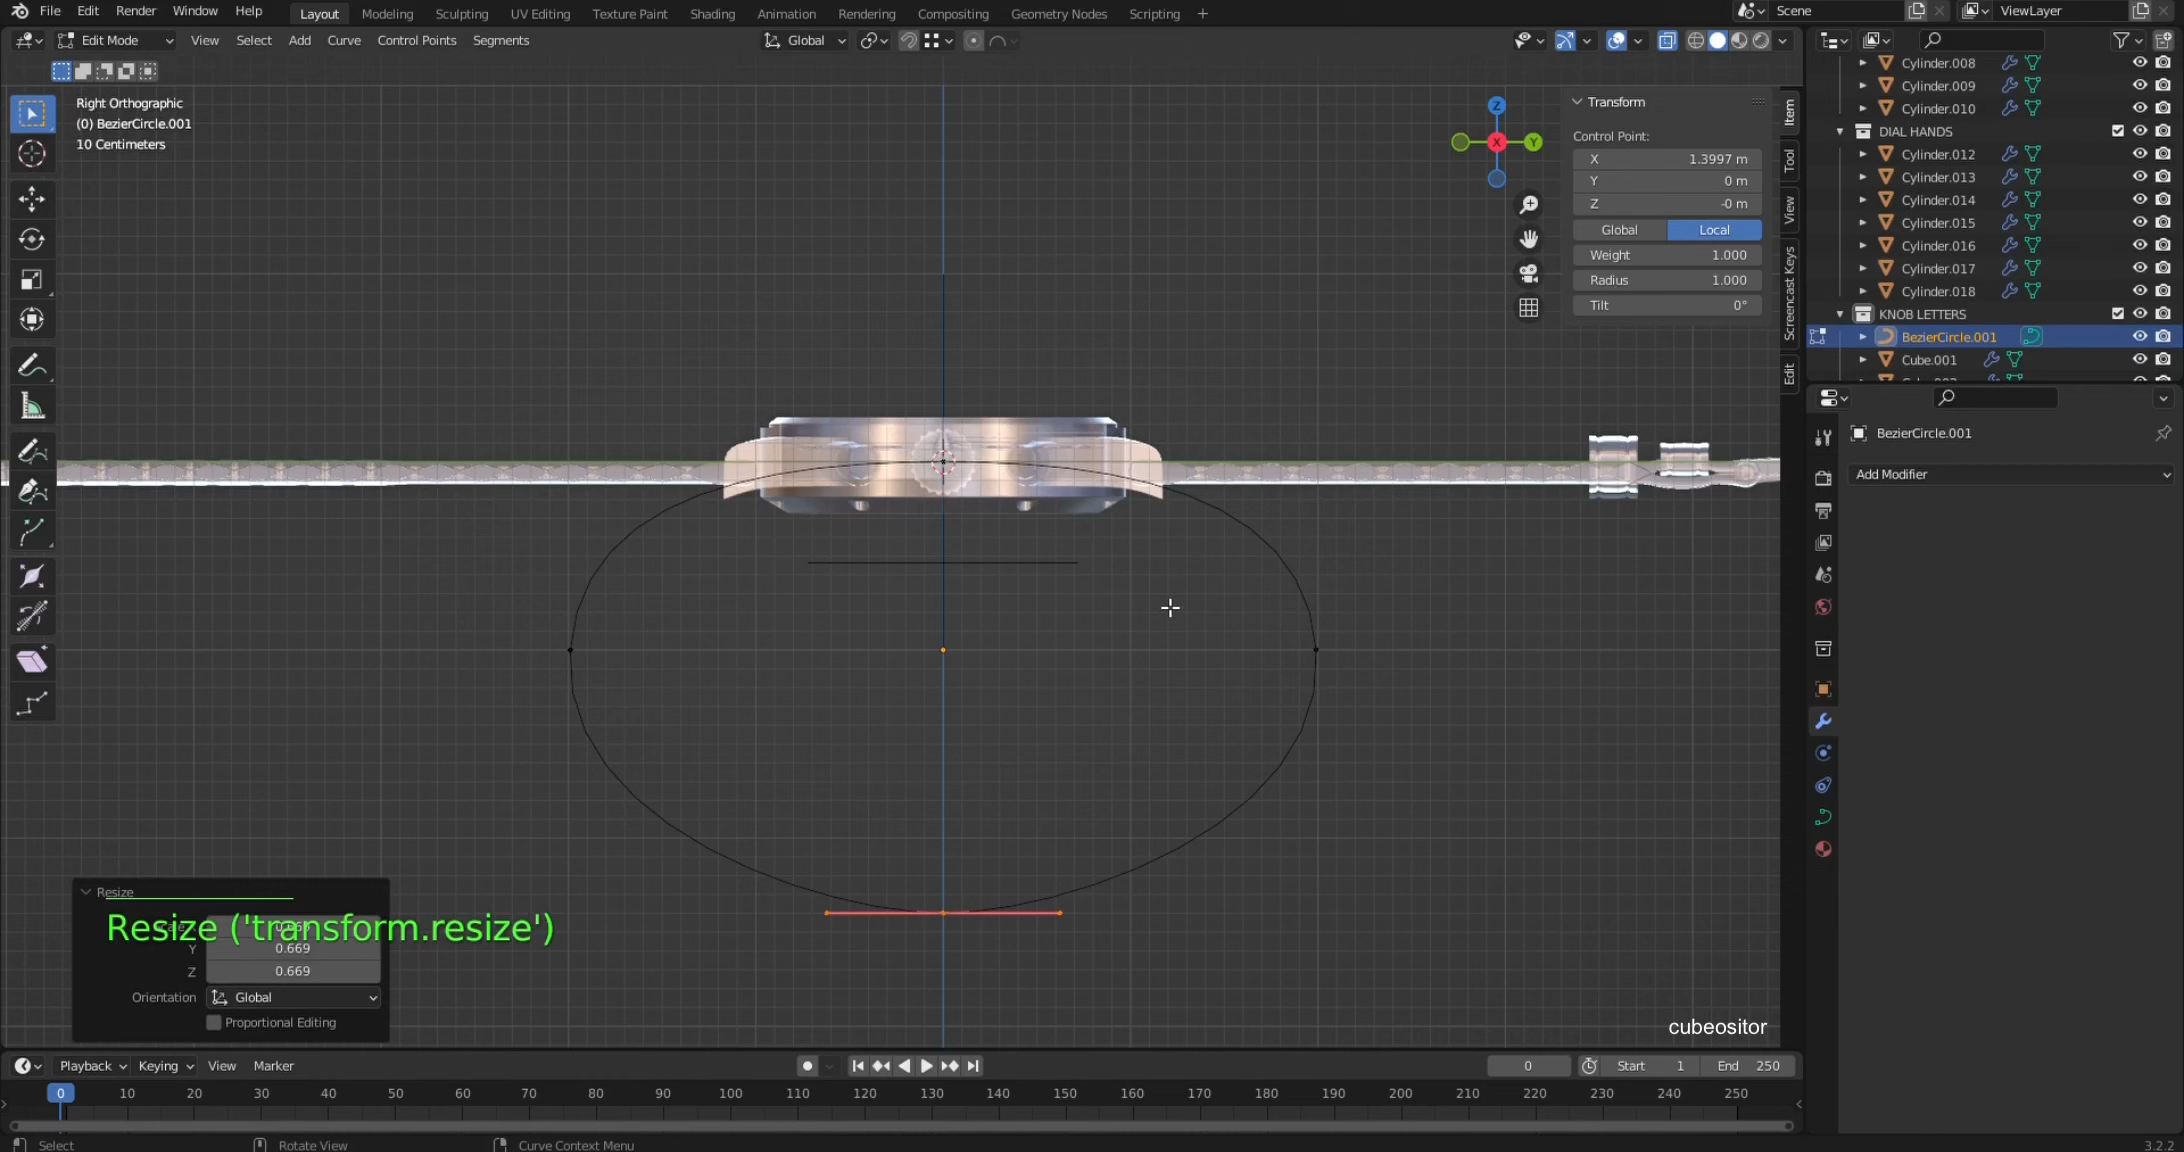 File Edit Render Window Help Layout Modeling Sculpting UV Editing Texture Paint Shading Animation Rendering Compositing Geometry Nodes Scripting + Scene ViewLayer
Edit Mode View Select Add Curve Control Points Segments Global
Right Orthographic
(0) BezierCircle.001
10 Centimeters
Z
X
Y
Transform
Control Point:
X 1.3997 m
Y 0 m
Z -0 m
Global Local
Weight 1.000
Radius 1.000
Tilt 0°
Item
Tool
View
Screencast Keys
Edit
Cylinder.008
Cylinder.009
Cylinder.010
DIAL HANDS
Cylinder.012
Cylinder.013
Cylinder.014
Cylinder.015
Cylinder.016
Cylinder.017
Cylinder.018
KNOB LETTERS
BezierCircle.001
Cube.001
BezierCircle.001
Add Modifier
Resize
Resize ('transform.resize')
Y 0.669
Z 0.669
Orientation Global
Proportional Editing
cubeositor
Playback Keying View Marker 0 Start 1 End 250
0 10 20 30 40 50 60 70 80 90 100 110 120 130 140 150 160 170 180 190 200 210 220 230 240 250
Select Rotate View Curve Context Menu 3.2.2